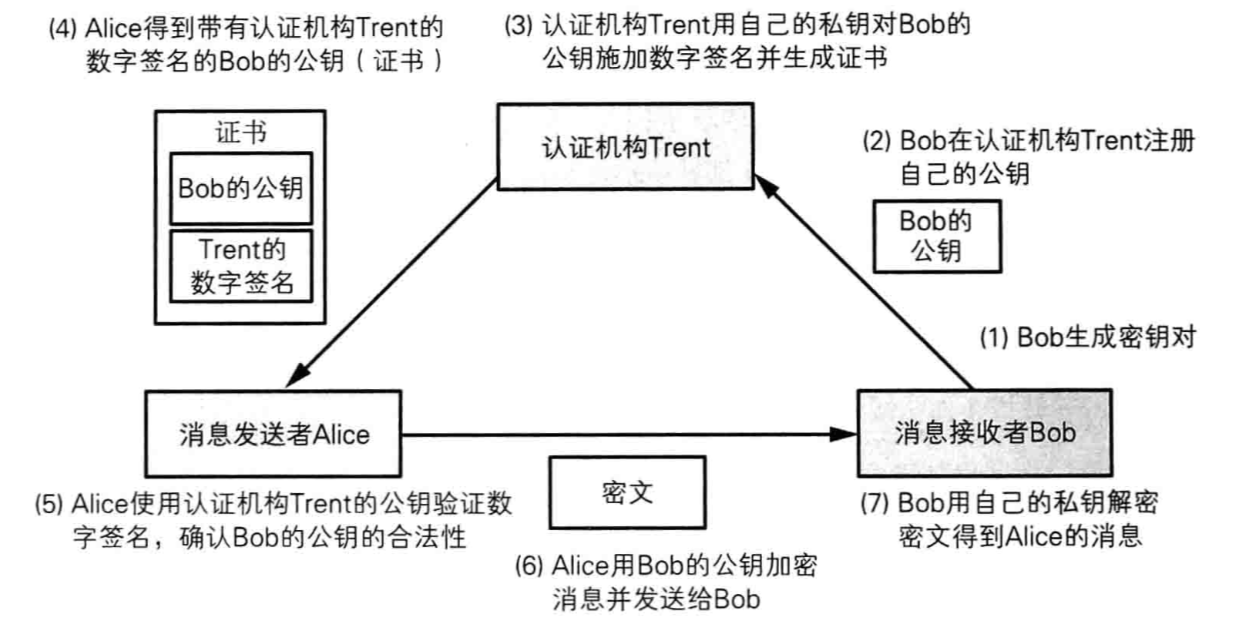 (4) Alice得到带有认证机构Trent的
数字签名的Bob的公钥（证书）
(3) 认证机构Trent用自己的私钥对Bob的
公钥施加数字签名并生成证书
证书
Bob的公钥
Trent的
数字签名
认证机构Trent
(2) Bob在认证机构Trent注册
自己的公钥
Bob的
公钥
(1) Bob生成密钥对
消息发送者Alice
消息接收者Bob
(5) Alice使用认证机构Trent的公钥验证数
字签名，确认Bob的公钥的合法性
密文
(6) Alice用Bob的公钥加密
消息并发送给Bob
(7) Bob用自己的私钥解密
密文得到Alice的消息